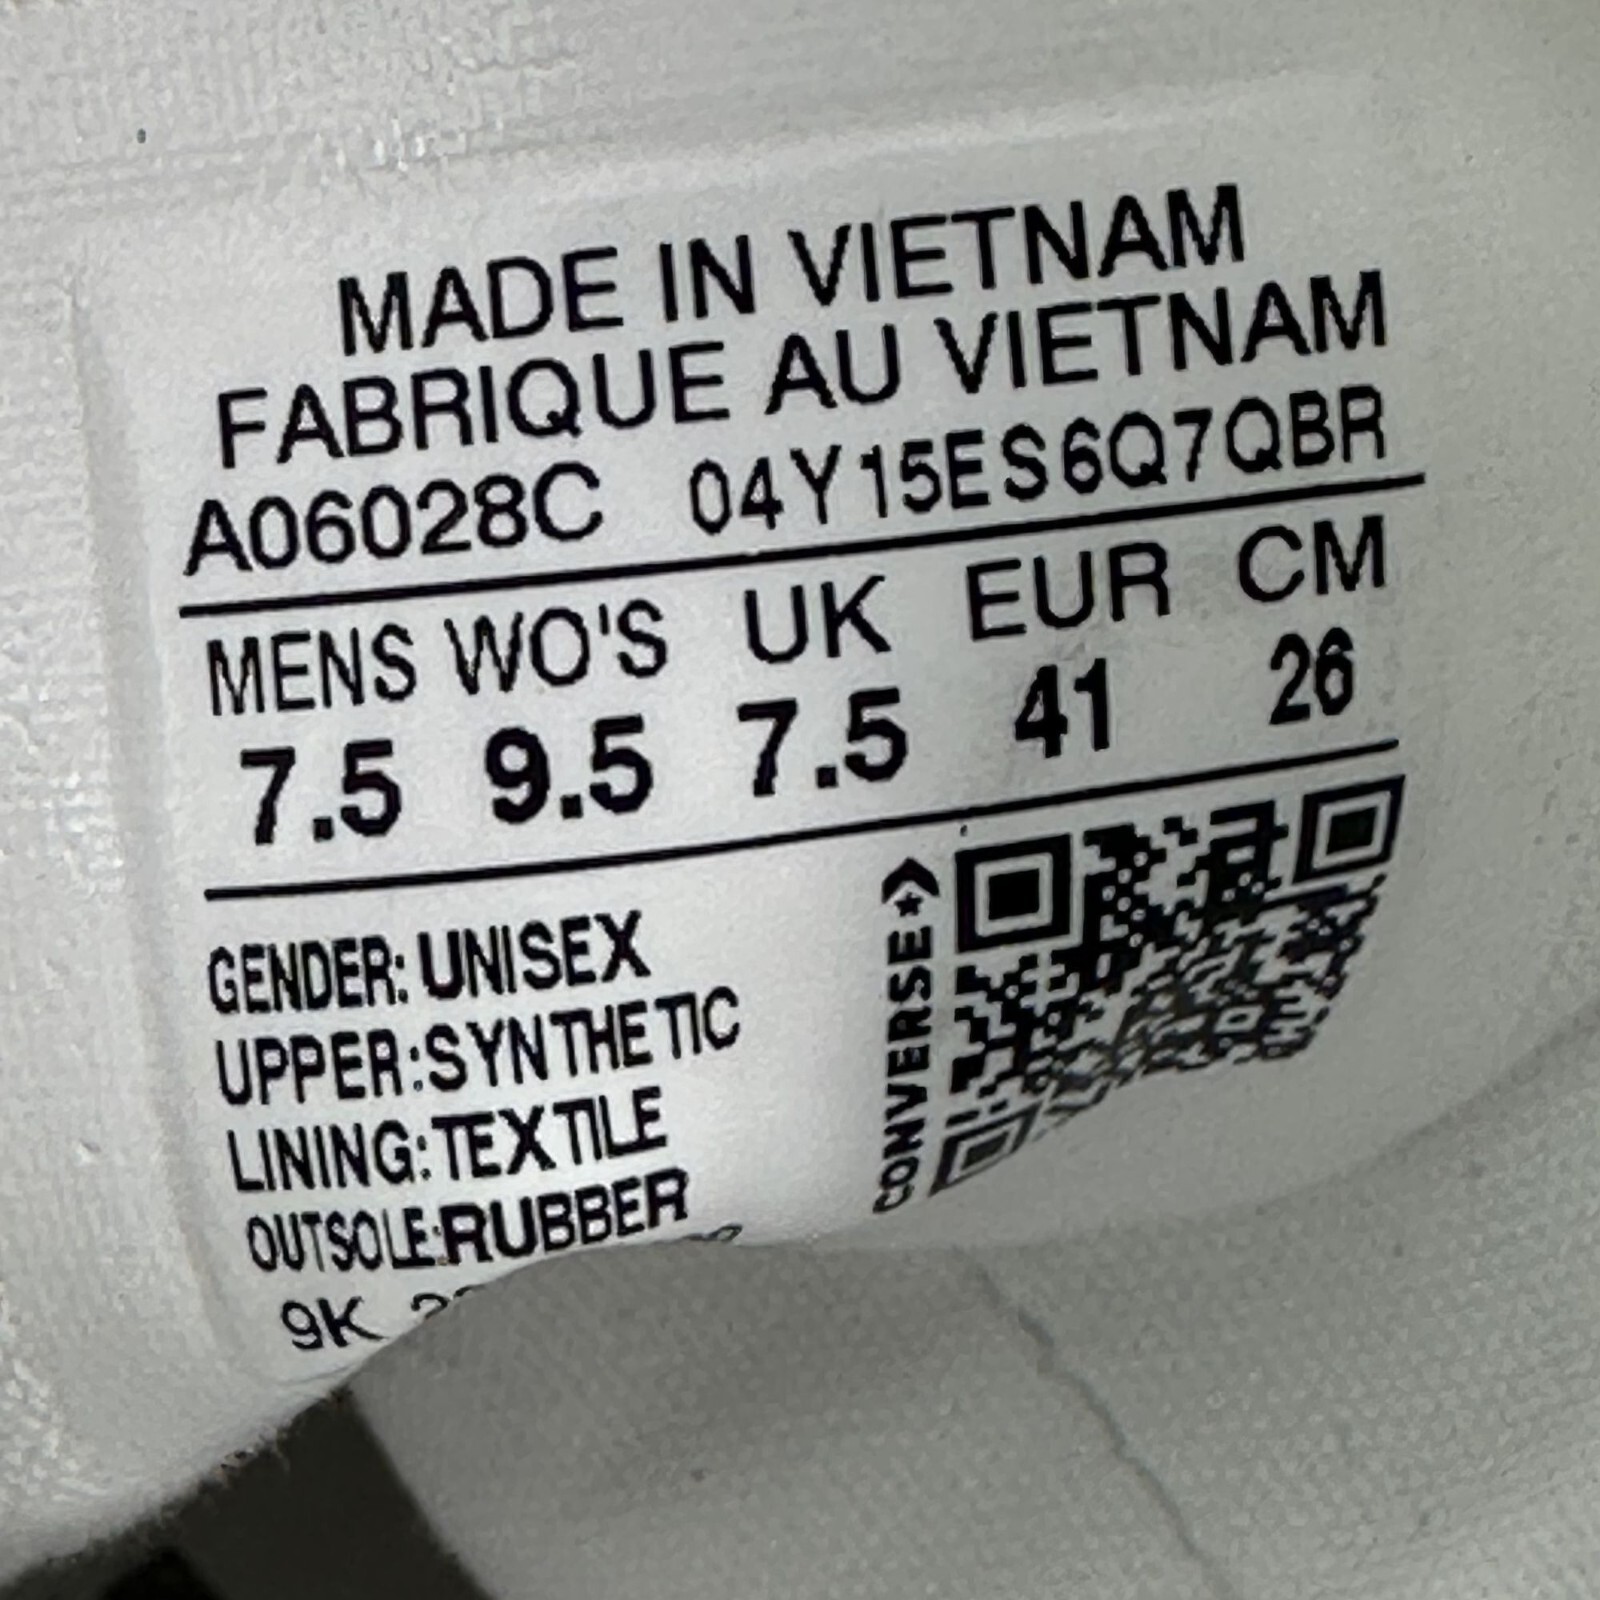 MADE IN VIETNAM
FABRIQUE AU VIETNAM
A06028C 04Y15ES6Q7QBR
MENS WO'S UK EUR CM
7.5 9.5 7.5 41 26
GENDER: UNISEX
UPPER:SYNTHETIC
LINING:TEXTILE
OUTSOLE:RUBBER
9K
CONVERSE